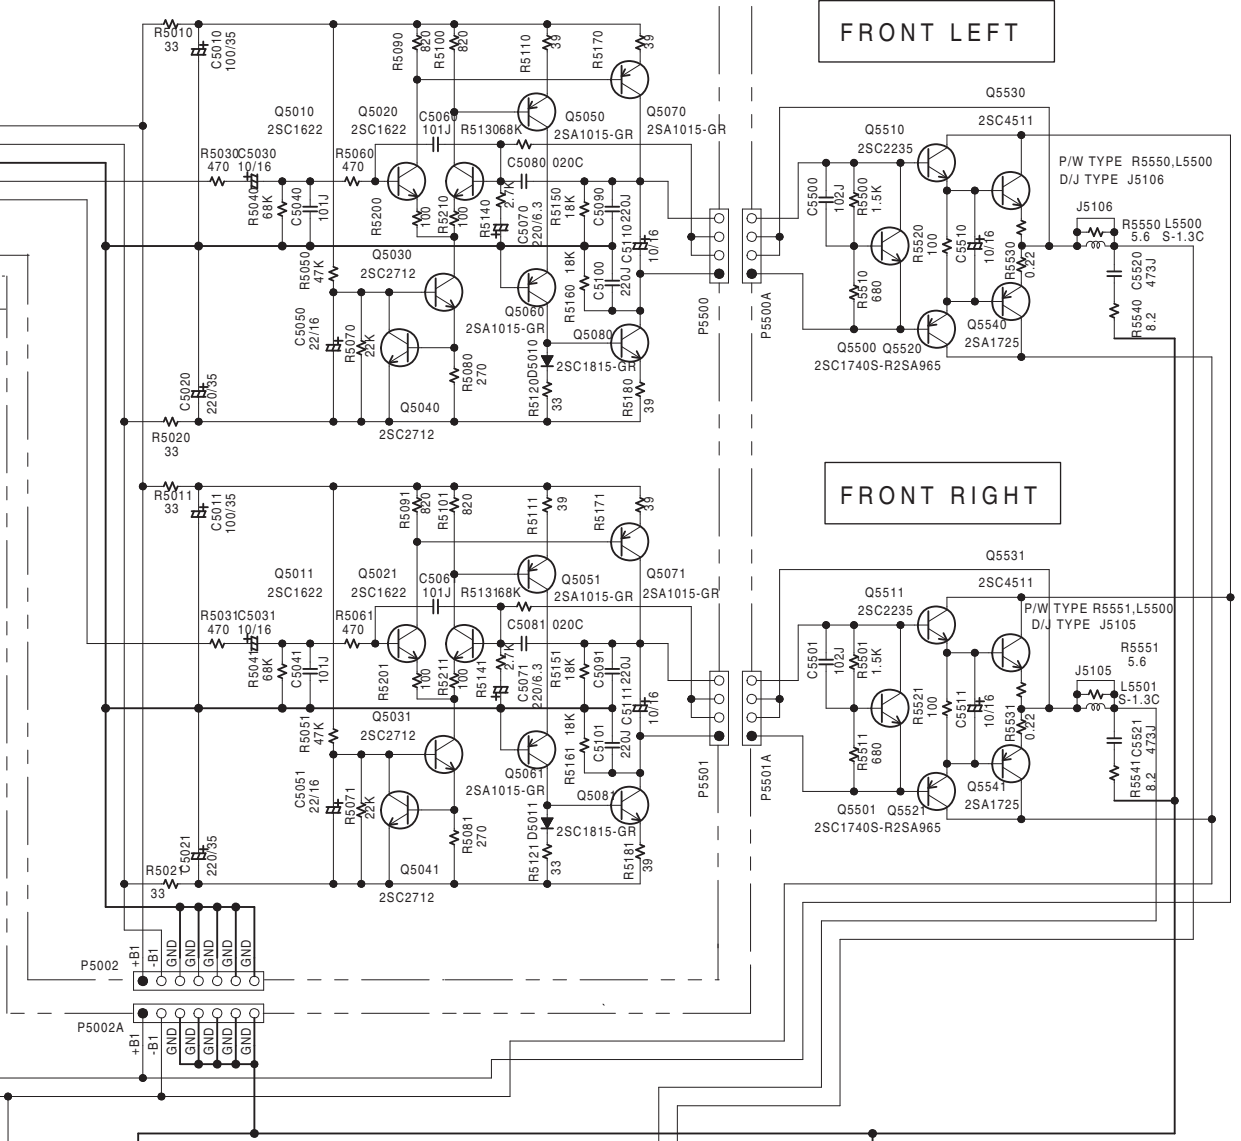 FRONT LEFT
R5010
33
C5010
100/35
R5090
820
R5100
820
R5110
39
R5170
39
Q5010
2SC1622
Q5020
2SC1622
C5060
101J
R5130 68K
Q5050
2SA1015-GR
Q5070
2SA1015-GR
R5030
470
C5030
10/16
R5040
68K
C5040
101J
R5060
470
R5200
100
R5210
100
R5140
2.7K
C5080 020C
C5070
220/6.3
R5150
18K
C5090
220J
C5110
10/16
R5050
47K
Q5030
2SC2712
C5050
22/16
R5070
22K
R5080
270
Q5060
2SA1015-GR
R5160
18K
C5100
220J
Q5080
2SC1815-GR
D5010
R5120
33
R5180
39
C5020
220/35
R5020
33
Q5040
2SC2712
P5500
P5500A
Q5530
2SC4511
Q5510
2SC2235
C5500
102J
R5500
1.5K
R5510
680
R5520
100
C5510
10/16
R5530
0.22
Q5540
2SA1725
Q5500
2SC1740S-R
Q5520
2SA965
P/W TYPE R5550,L5500
D/J TYPE J5106
J5106
R5550
5.6
L5500
S-1.3C
C5520
473J
R5540
8.2
FRONT RIGHT
R5011
33
C5011
100/35
R5091
820
R5101
820
R5111
39
R5171
39
Q5011
2SC1622
Q5021
2SC1622
C506
101J
R5131 68K
Q5051
2SA1015-GR
Q5071
2SA1015-GR
R5031
470
C5031
10/16
R5041
68K
C5041
101J
R5061
470
R5201
100
R5211
100
R5141
2.7K
C5081 020C
C5071
220/6.3
R5151
18K
C5091
220J
C5111
10/16
R5051
47K
Q5031
2SC2712
C5051
22/16
R5071
22K
R5081
270
Q5061
2SA1015-GR
R5161
18K
C5101
220J
Q5081
2SC1815-GR
D5011
R5121
33
R5181
39
C5021
220/35
R5021
33
Q5041
2SC2712
P5501
P5501A
Q5531
2SC4511
Q5511
2SC2235
C5501
102J
R5501
1.5K
R5511
680
R5521
100
C5511
10/16
R5531
0.22
Q5541
2SA1725
Q5501
2SC1740S-R
Q5521
2SA965
P/W TYPE R5551,L5500
D/J TYPE J5105
J5105
R5551
5.6
L5501
S-1.3C
C5521
473J
R5541
8.2
P5002
+B1
-B1
GND
GND
GND
GND
GND
P5002A
+B1
-B1
GND
GND
GND
GND
GND